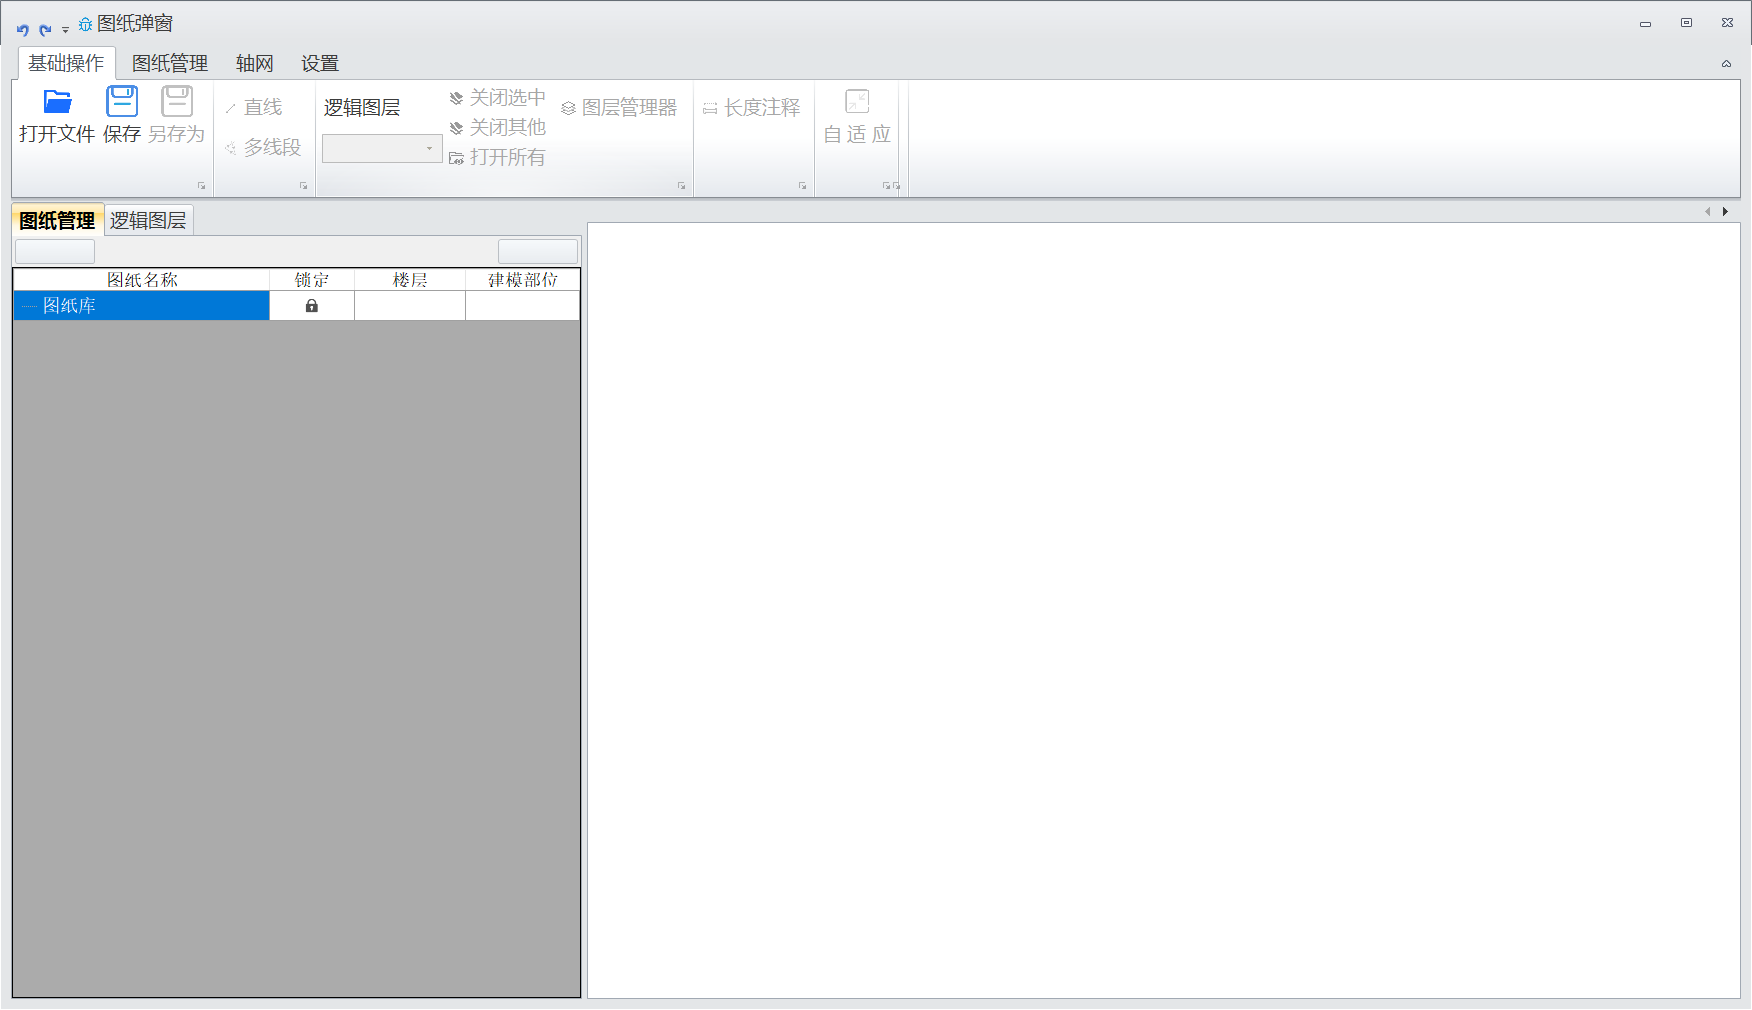 图纸弹窗
基础操作 图纸管理 轴网 设置
打开文件 保存 另存为
直线
多线段
逻辑图层
关闭选中
关闭其他
打开所有
图层管理器
长度注释
自 适 应
图纸管理 逻辑图层
图纸名称 锁定 楼层 建模部位
图纸库